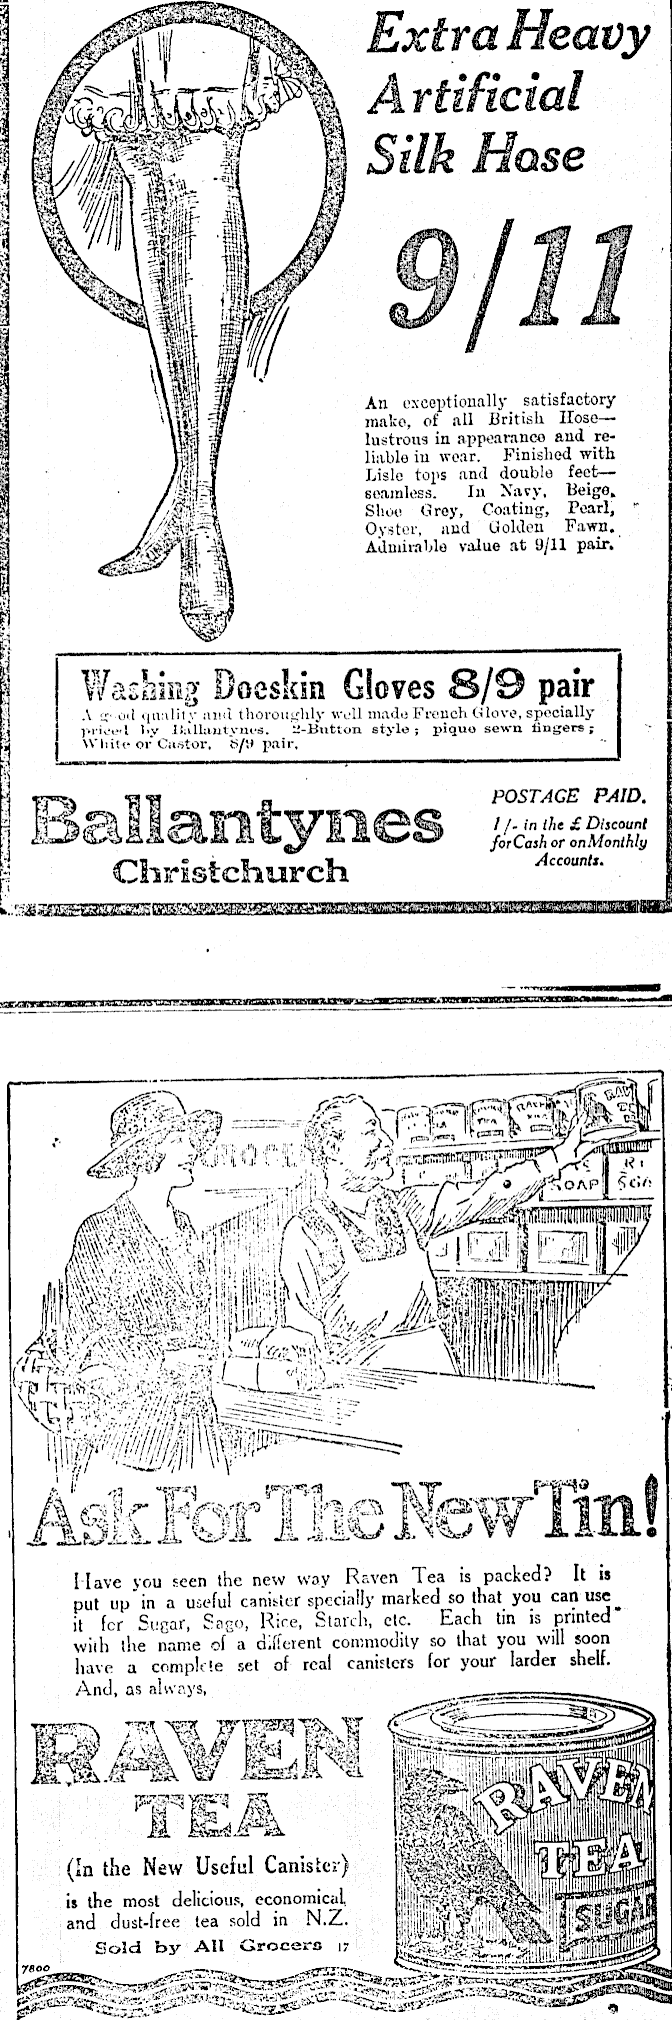 Extra Heavy
Artificial
Silk Hose
9/11
An exceptionally satisfactory
make, of all British Hose—
lustrous in appearance and re-
liable in wear. Finished with
Lisle tops and double feet—
seamless. In Navy, Beige,
Shoe Grey, Coating, Pearl,
Oyster, and Golden Fawn.
Admirable value at 9/11 pair.
Washing Doeskin Gloves 8/9 pair
A good quality and thoroughly well made French Glove, specially
priced by Ballantynes. 2-Button style; pique sewn fingers;
White or Castor. 8/9 pair.
Ballantynes
Christchurch
POSTAGE PAID.
1/- in the £ Discount
for Cash or on Monthly
Accounts.
RAVEN
TEA
SOAP
Ask For The New Tin!
Have you seen the new way Raven Tea is packed? It is
put up in a useful canister specially marked so that you can use
it for Sugar, Sago, Rice, Starch, etc. Each tin is printed
with the name of a different commodity so that you will soon
have a complete set of real canisters for your larder shelf.
And, as always,
RAVEN
TEA
(In the New Useful Canister)
is the most delicious, economical,
and dust-free tea sold in N.Z.
Sold by All Grocers 17
7800
RAVEN
TEA
SUGAR